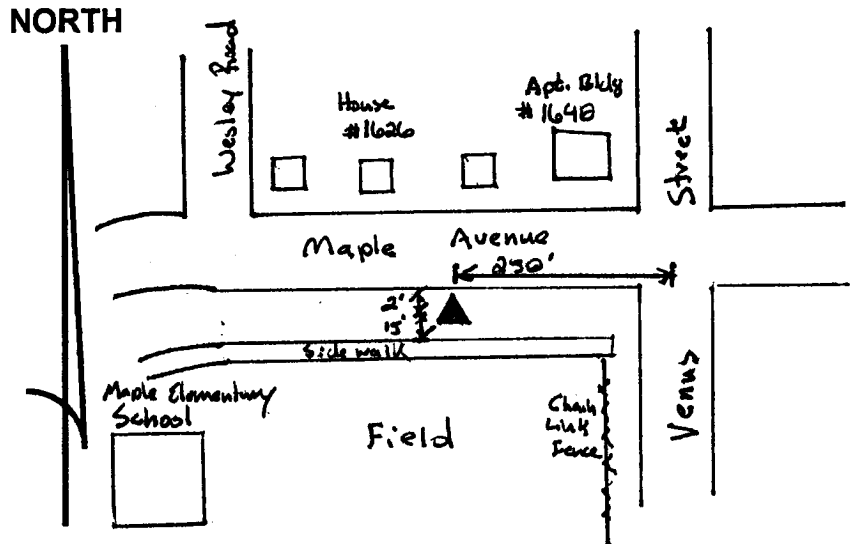 NORTH
Wesley Road
House
#1626
Apt. Bldg
#1648
Street
Maple Avenue
250'
2'
15'
Sidewalk
Maple Elementary
School
Field
Chain
Link
Fence
Venus